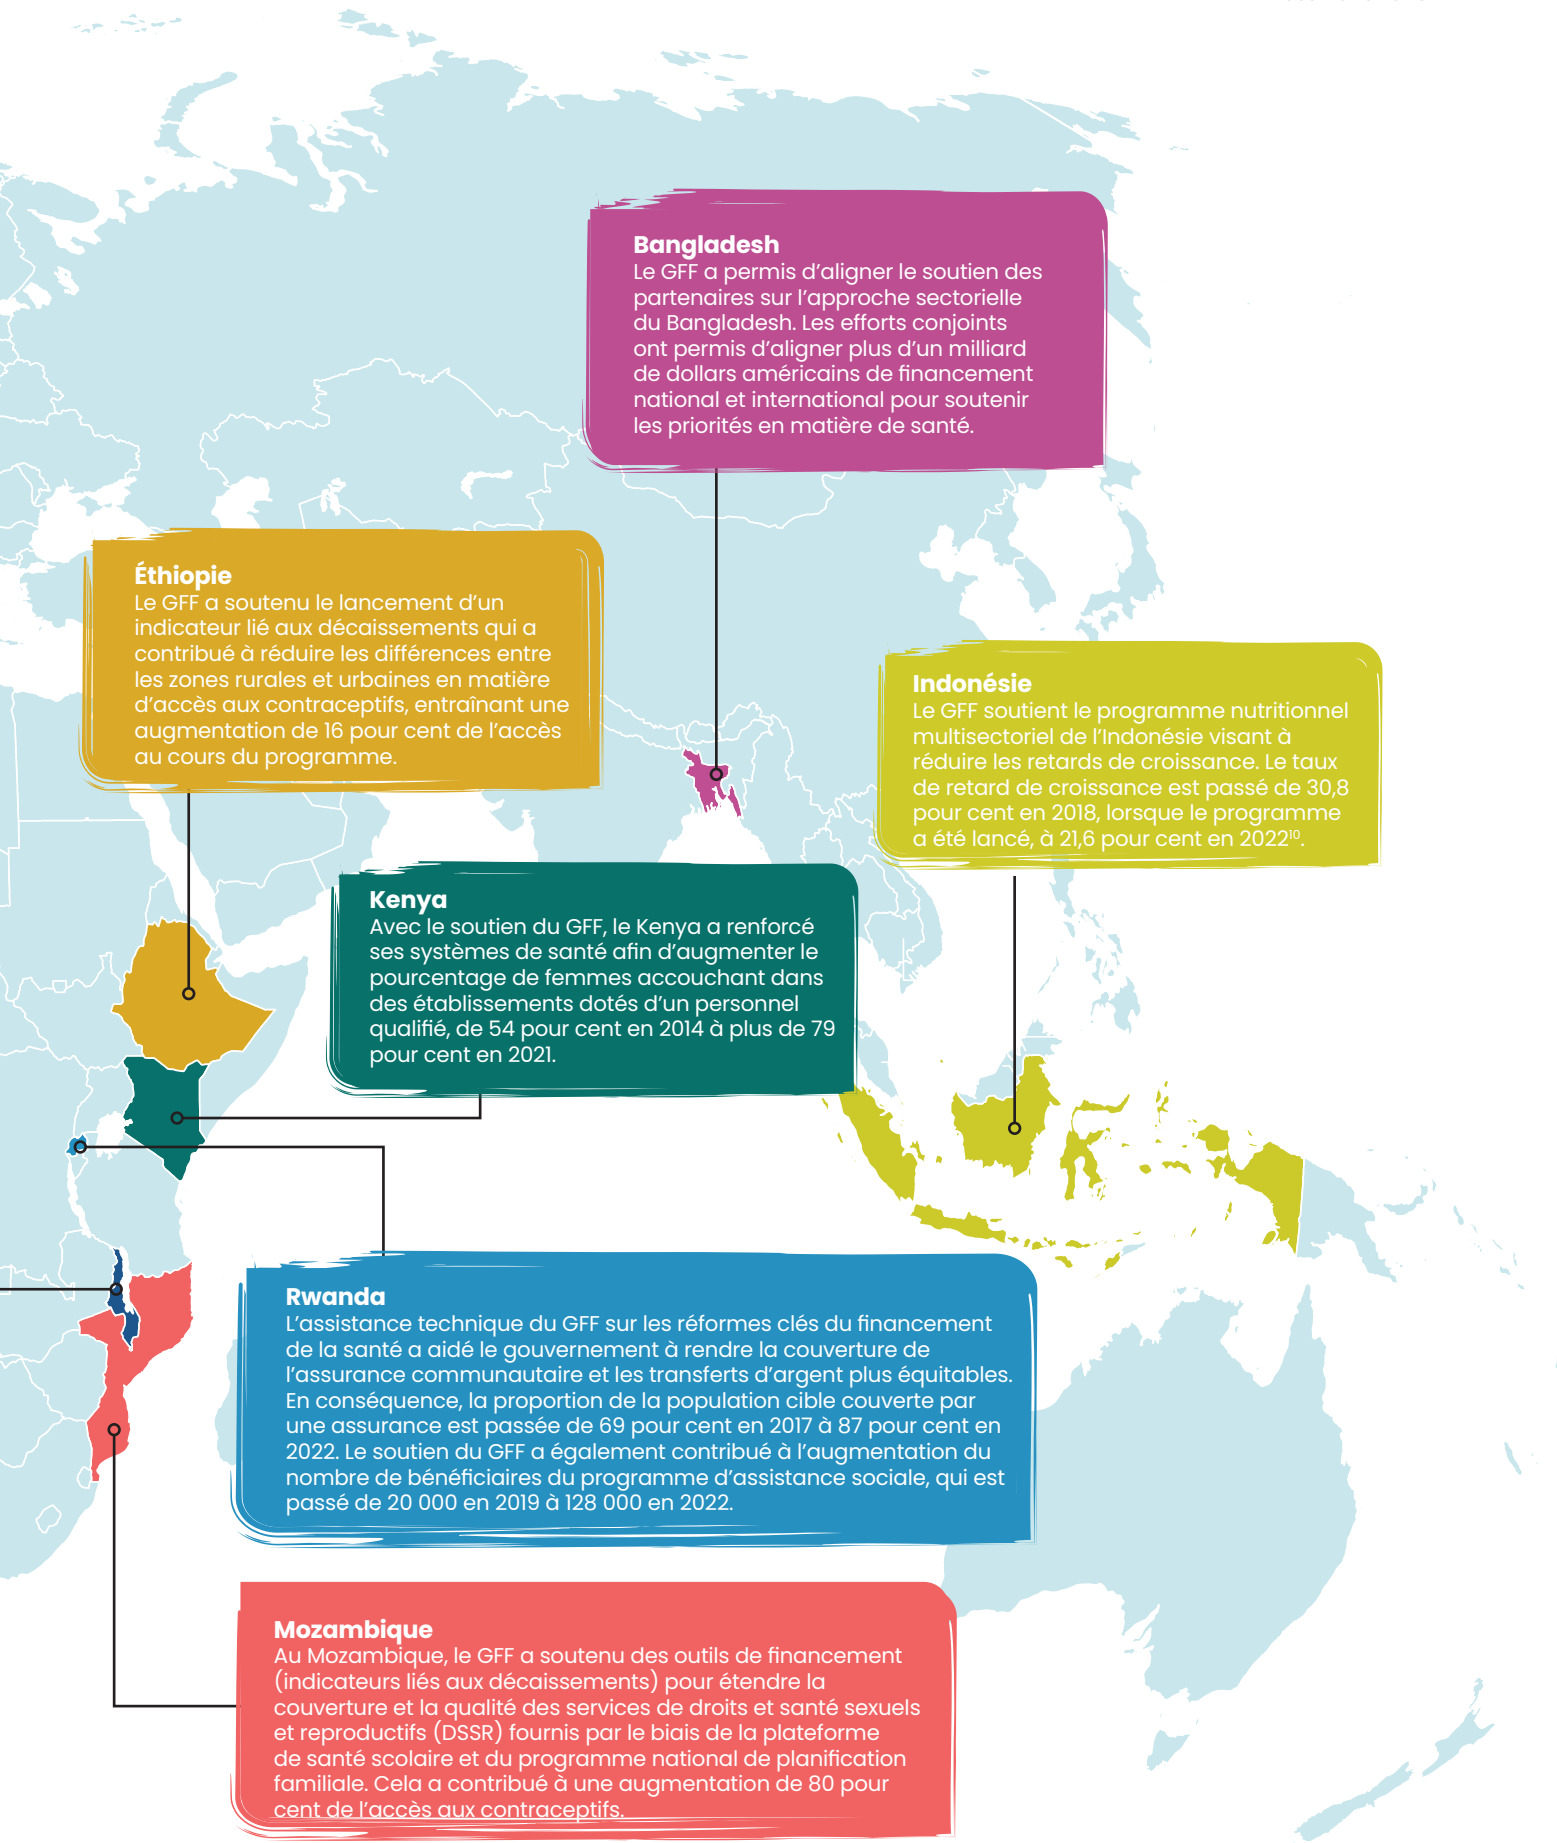 Bangladesh
Le GFF a permis d’aligner le soutien des
partenaires sur l’approche sectorielle
du Bangladesh. Les efforts conjoints
ont permis d’aligner plus d’un milliard
de dollars américains de financement
national et international pour soutenir
les priorités en matière de santé.
Éthiopie
Le GFF a soutenu le lancement d’un
indicateur lié aux décaissements qui a
contribué à réduire les différences entre
les zones rurales et urbaines en matière
d’accès aux contraceptifs, entraînant une
augmentation de 16 pour cent de l’accès
au cours du programme.
Indonésie
Le GFF soutient le programme nutritionnel
multisectoriel de l’Indonésie visant à
réduire les retards de croissance. Le taux
de retard de croissance est passé de 30,8
pour cent en 2018, lorsque le programme
a été lancé, à 21,6 pour cent en 2022¹⁰.
Kenya
Avec le soutien du GFF, le Kenya a renforcé
ses systèmes de santé afin d’augmenter le
pourcentage de femmes accouchant dans
des établissements dotés d’un personnel
qualifié, de 54 pour cent en 2014 à plus de 79
pour cent en 2021.
Rwanda
L’assistance technique du GFF sur les réformes clés du financement
de la santé a aidé le gouvernement à rendre la couverture de
l’assurance communautaire et les transferts d’argent plus équitables.
En conséquence, la proportion de la population cible couverte par
une assurance est passée de 69 pour cent en 2017 à 87 pour cent en
2022. Le soutien du GFF a également contribué à l’augmentation du
nombre de bénéficiaires du programme d’assistance sociale, qui est
passé de 20 000 en 2019 à 128 000 en 2022.
Mozambique
Au Mozambique, le GFF a soutenu des outils de financement
(indicateurs liés aux décaissements) pour étendre la
couverture et la qualité des services de droits et santé sexuels
et reproductifs (DSSR) fournis par le biais de la plateforme
de santé scolaire et du programme national de planification
familiale. Cela a contribué à une augmentation de 80 pour
cent de l’accès aux contraceptifs.